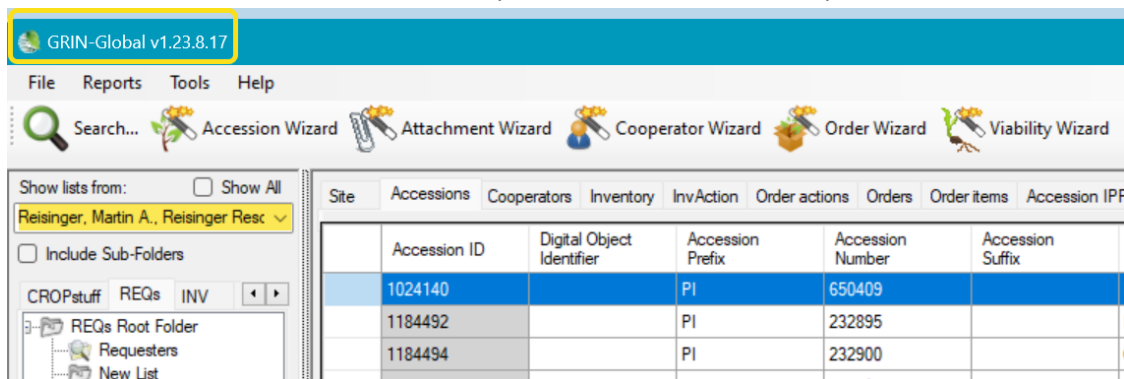 GRIN-Global v1.23.8.17
File Reports Tools Help
Search... Accession Wizard Attachment Wizard Cooperator Wizard Order Wizard Viability Wizard
Show lists from: Show All
Reisinger, Martin A., Reisinger Resc
Include Sub-Folders
CROPstuff REQs INV
REQs Root Folder
Requesters
New List
Site Accessions Cooperators Inventory InvAction Order actions Orders Order items Accession IPR
Accession ID Digital Object Identifier Accession Prefix Accession Number Accession Suffix
1024140 PI 650409
1184492 PI 232895
1184494 PI 232900